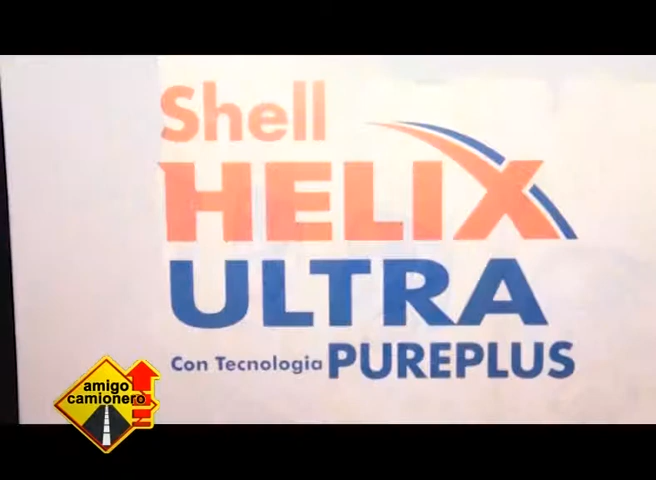 Shell
HELIX
ULTRA
Con Tecnologia PUREPLUS
amigo
camionero